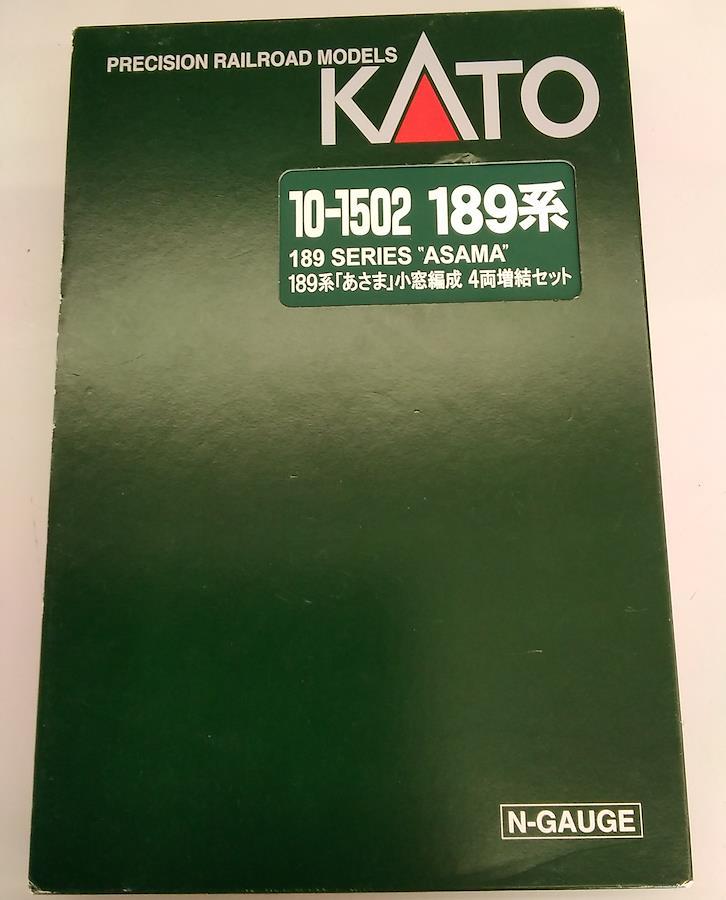 PRECISION RAILROAD MODELS
KATO
10-1502 189系
189 SERIES "ASAMA"
189系「あさま」小窓編成 4両増結セット
N-GAUGE